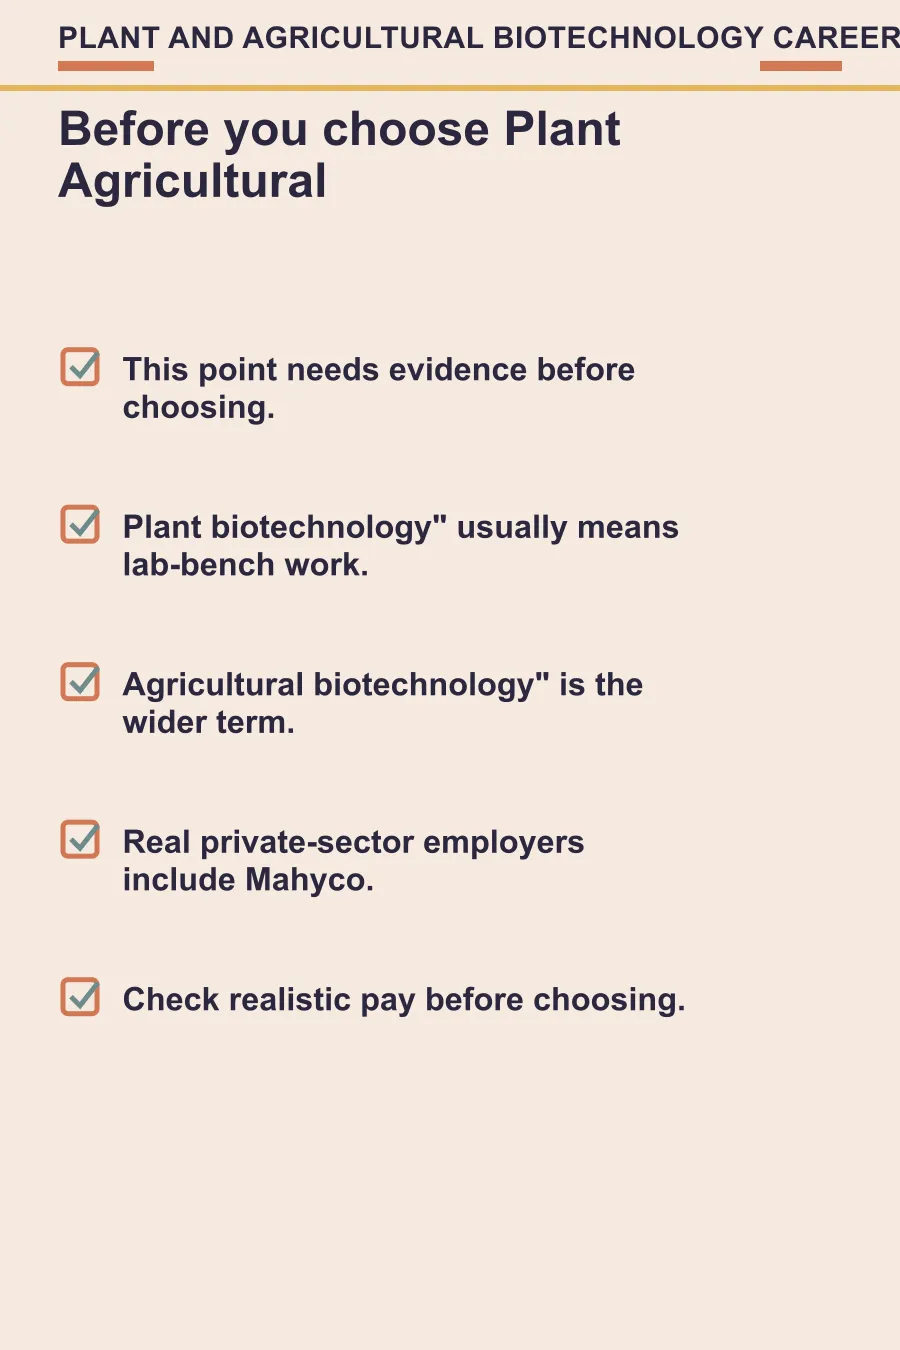 PLANT AND AGRICULTURAL BIOTECHNOLOGY CAREER
Before you choose Plant
Agricultural
This point needs evidence before
choosing.
Plant biotechnology" usually means
lab-bench work.
Agricultural biotechnology" is the
wider term.
Real private-sector employers
include Mahyco.
Check realistic pay before choosing.